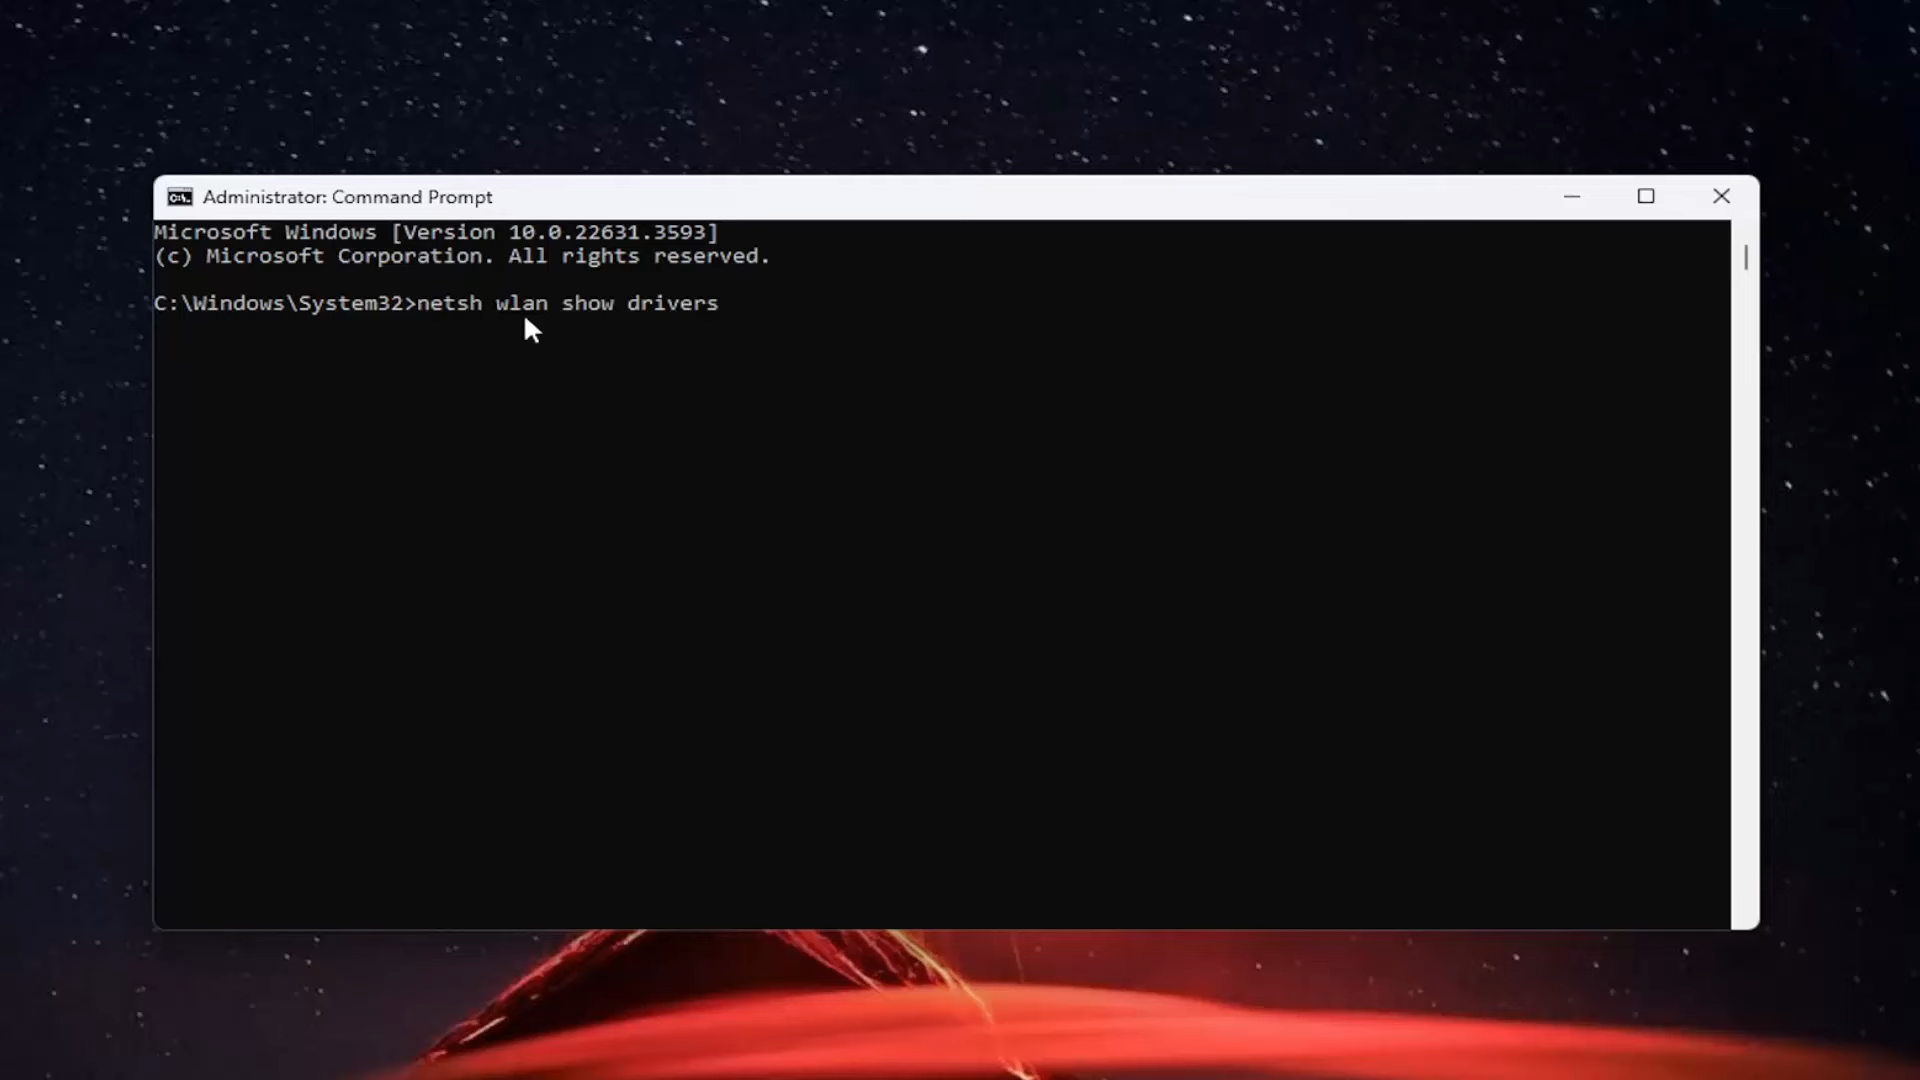 Administrator: Command Prompt
Microsoft Windows [Version 10.0.22631.3593]
(c) Microsoft Corporation. All rights reserved.
C:\Windows\System32>netsh wlan show drivers